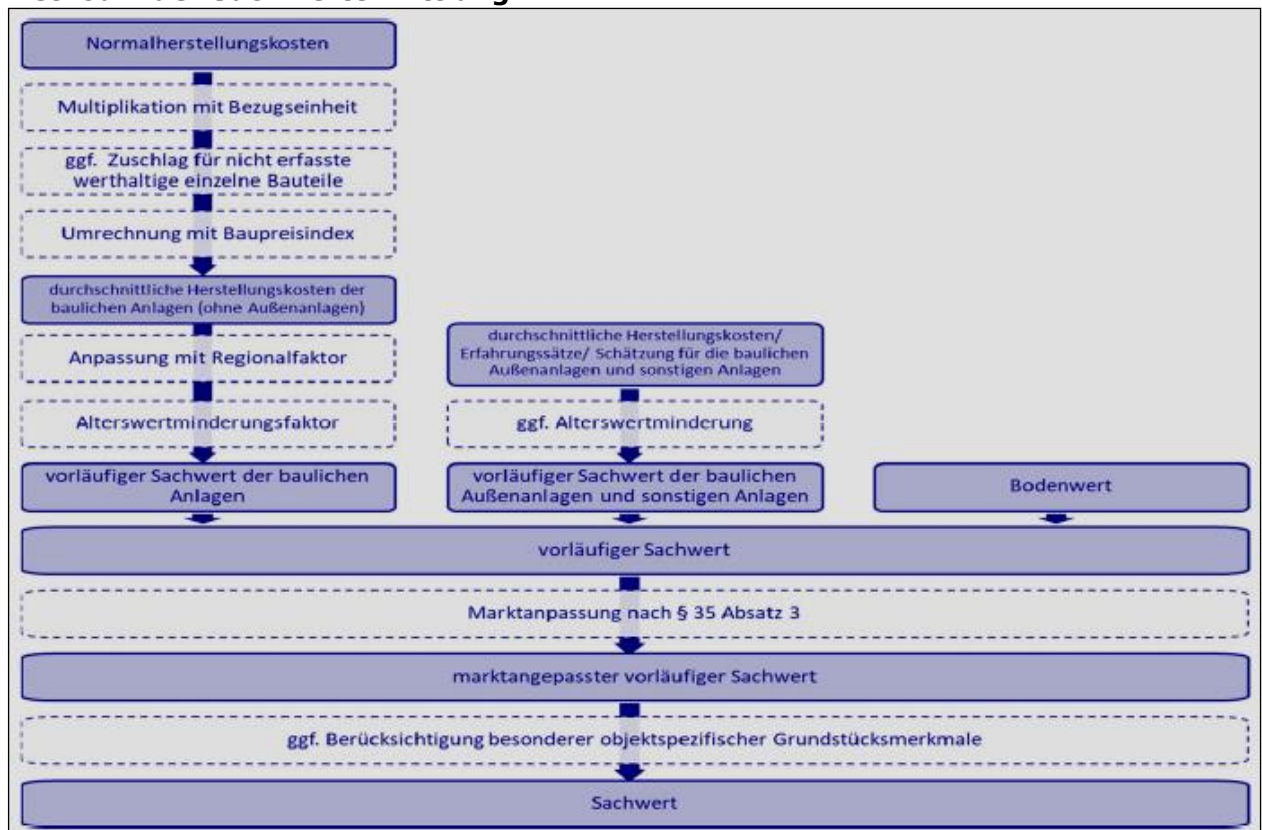 Normalherstellungskosten
Multiplikation mit Bezugseinheit
ggf. Zuschlag für nicht erfasste
werthaltige einzelne Bauteile
Umrechnung mit Baupreisindex
durchschnittliche Herstellungskosten der
baulichen Anlagen (ohne Außenanlagen)
Anpassung mit Regionalfaktor
Alterswertminderungsfaktor
vorläufiger Sachwert der baulichen
Anlagen
durchschnittliche Herstellungskosten/
Erfahrungssätze/ Schätzung für die baulichen
Außenanlagen und sonstigen Anlagen
ggf. Alterswertminderung
vorläufiger Sachwert der baulichen
Außenanlagen und sonstigen Anlagen
Bodenwert
vorläufiger Sachwert
Marktanpassung nach § 35 Absatz 3
marktangepasster vorläufiger Sachwert
ggf. Berücksichtigung besonderer objektspezifischer Grundstücksmerkmale
Sachwert